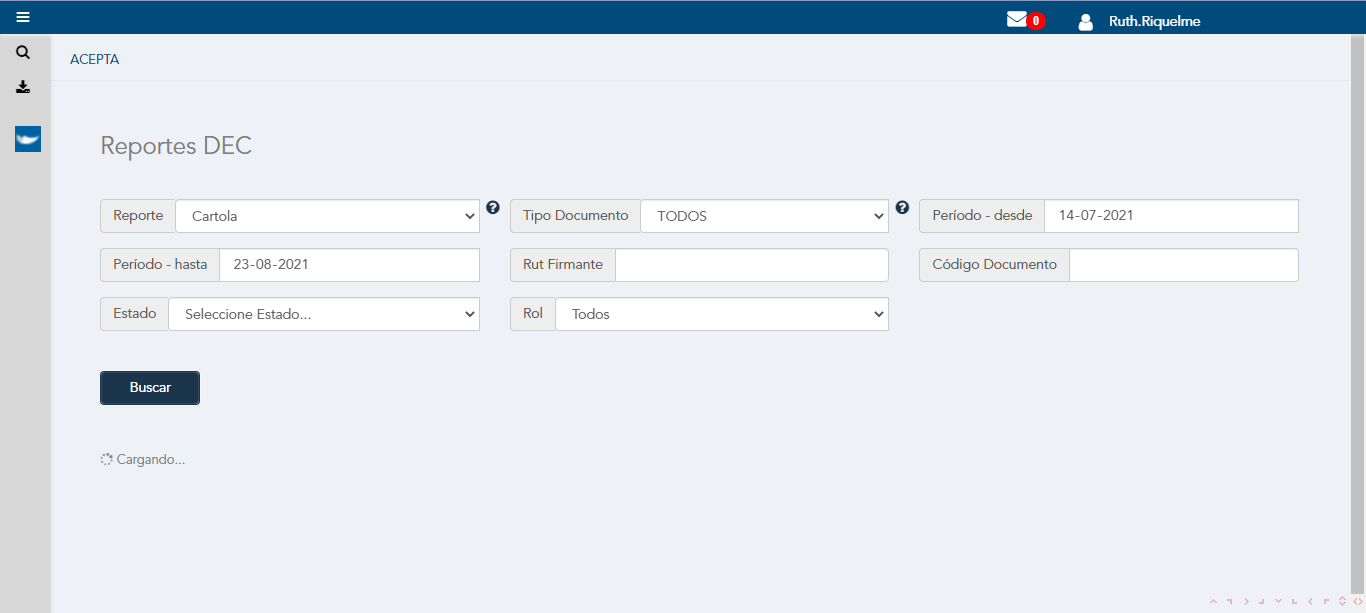 0 Ruth.Riquelme
ACEPTA
Reportes DEC
Reporte Cartola ? Tipo Documento TODOS ? Período - desde 14-07-2021
Período - hasta 23-08-2021 Rut Firmante Código Documento
Estado Seleccione Estado... Rol Todos
Buscar
Cargando...